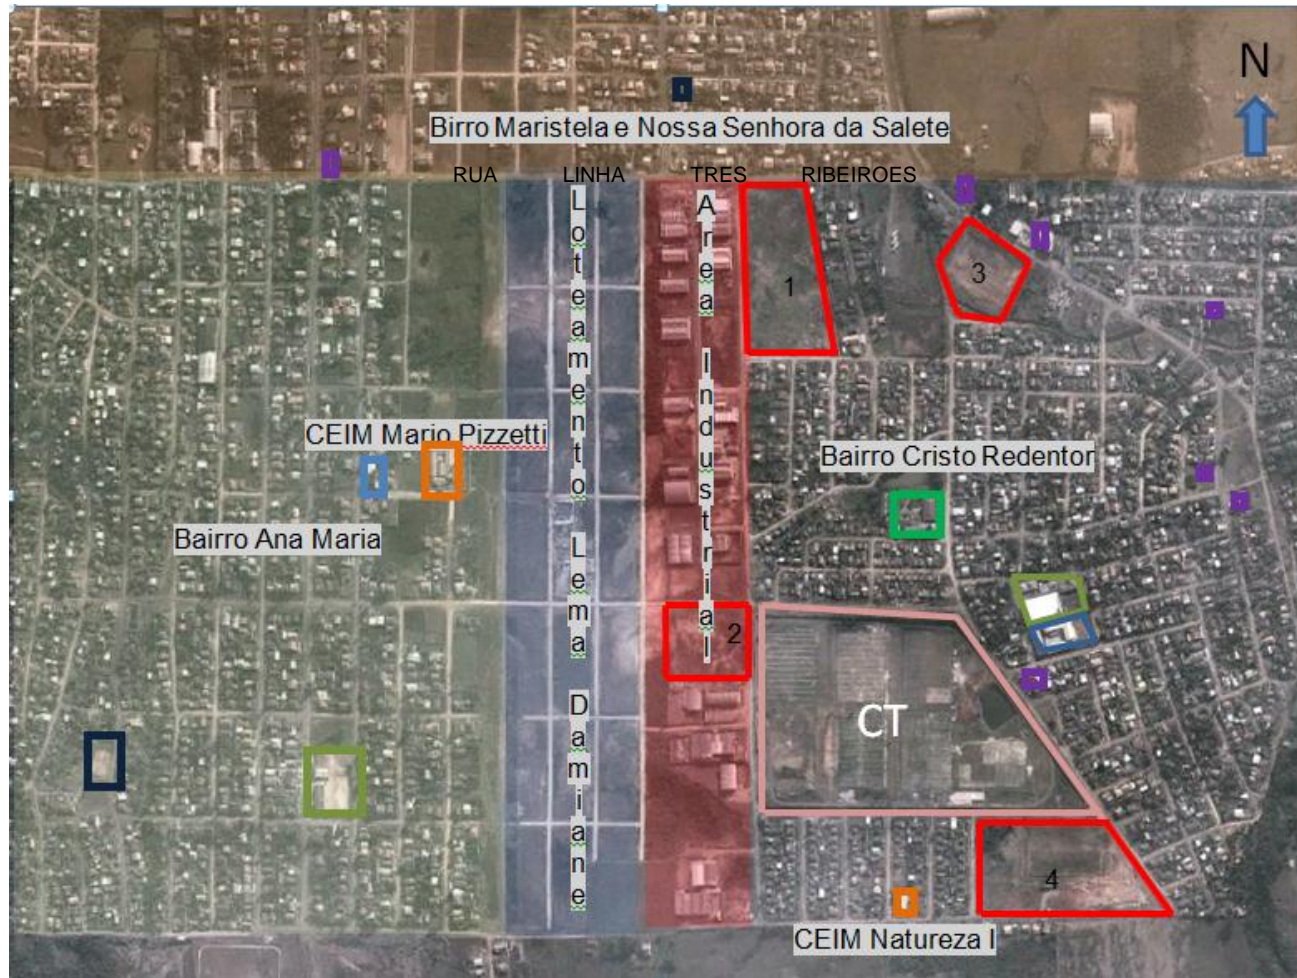 N
Birro Maristela e Nossa Senhora da Salete
RUA LINHA TRES RIBEIROES
Loteamento Lema Damiane
Area Industrial
1
3
CEIM Mario Pizzetti
Bairro Cristo Redentor
Bairro Ana Maria
2
CT
4
CEIM Natureza I